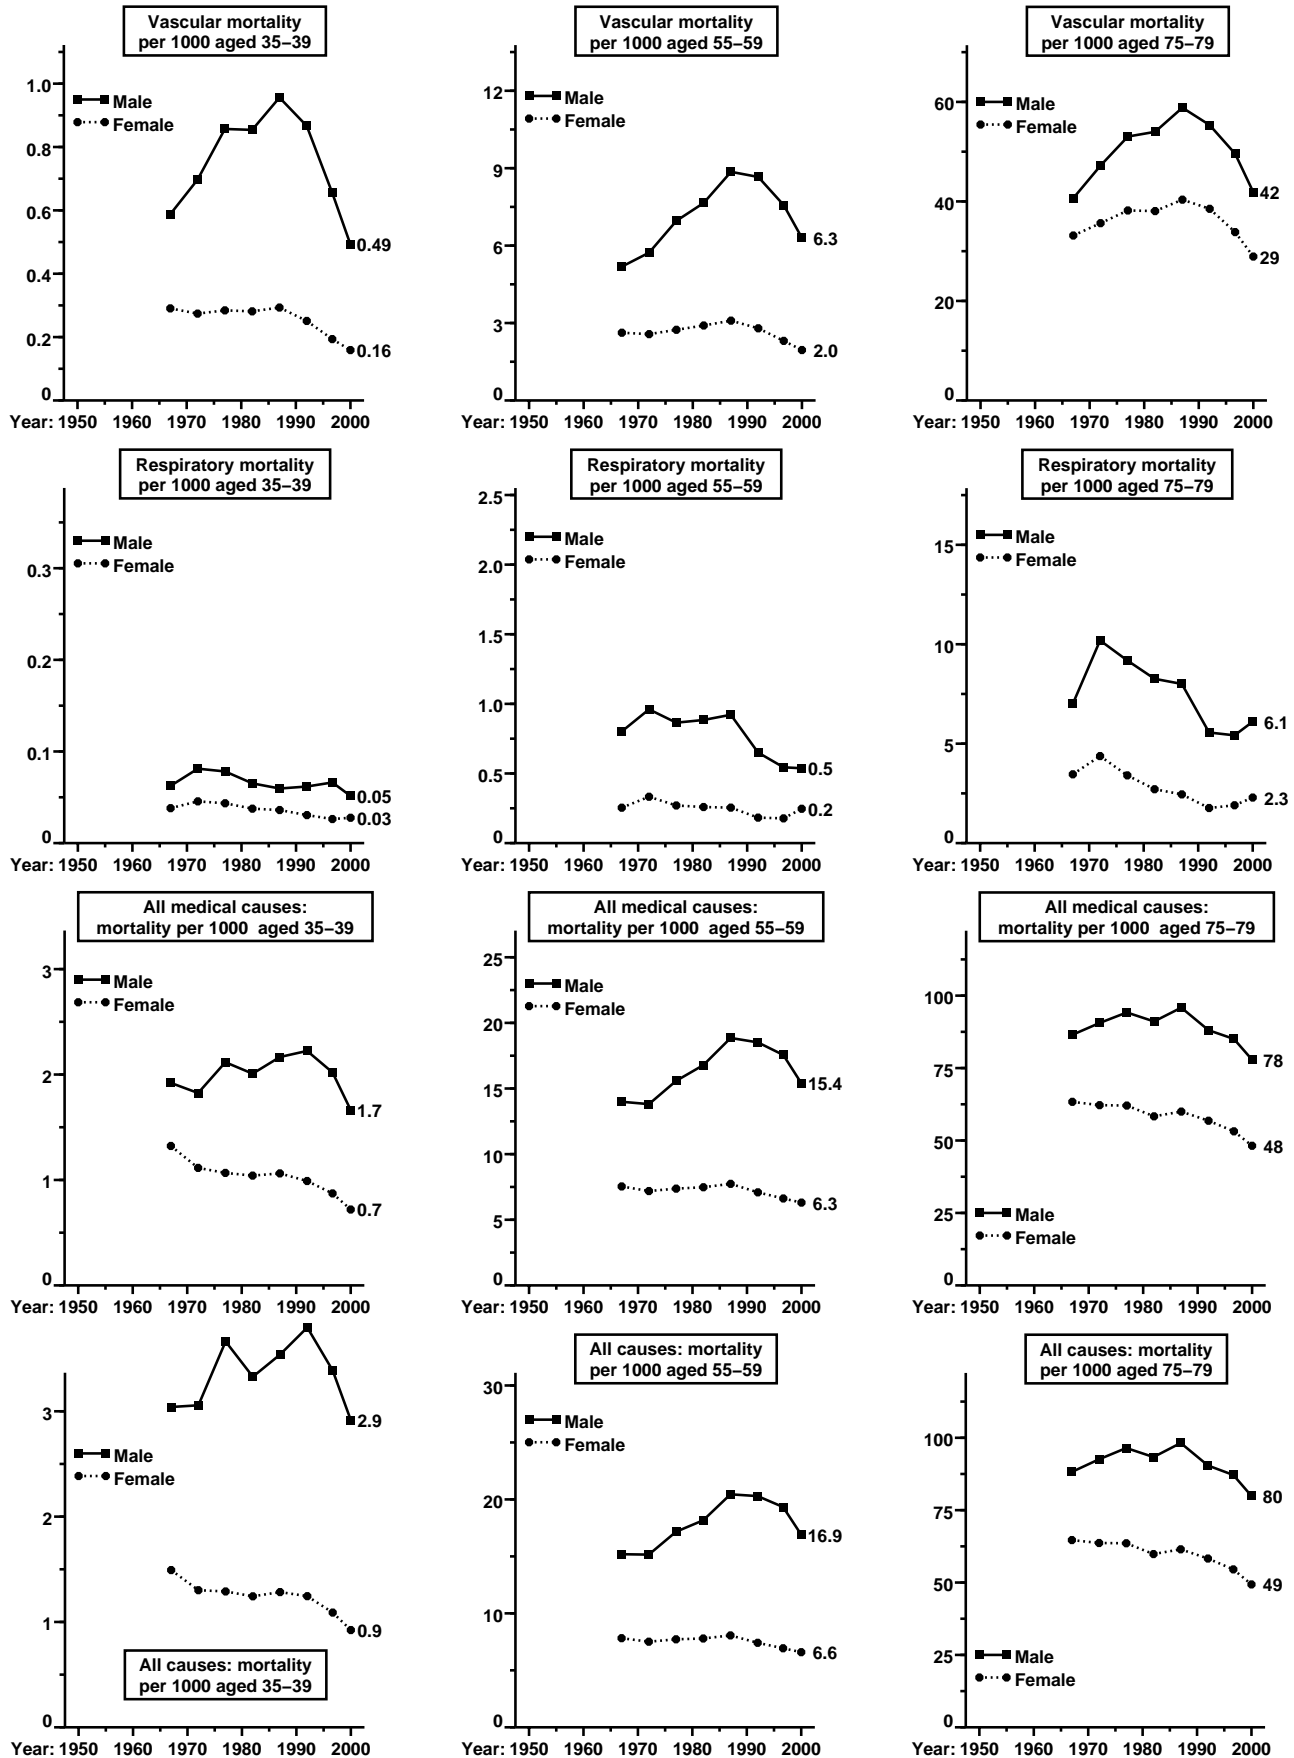 Vascular mortality
per 1000 aged 35–39
1.0
0.8
0.6
0.4
0.2
0
Male
Female
0.49
0.16
Year: 1950 1960 1970 1980 1990 2000
Vascular mortality
per 1000 aged 55–59
12
9
6
3
0
Male
Female
6.3
2.0
Year: 1950 1960 1970 1980 1990 2000
Vascular mortality
per 1000 aged 75–79
60
40
20
0
Male
Female
42
29
Year: 1950 1960 1970 1980 1990 2000
Respiratory mortality
per 1000 aged 35–39
0.3
0.2
0.1
0
Male
Female
0.05
0.03
Year: 1950 1960 1970 1980 1990 2000
Respiratory mortality
per 1000 aged 55–59
2.5
2.0
1.5
1.0
0.5
0
Male
Female
0.5
0.2
Year: 1950 1960 1970 1980 1990 2000
Respiratory mortality
per 1000 aged 75–79
15
10
5
0
Male
Female
6.1
2.3
Year: 1950 1960 1970 1980 1990 2000
All medical causes:
mortality per 1000 aged 35–39
3
2
1
0
Male
Female
1.7
0.7
Year: 1950 1960 1970 1980 1990 2000
All medical causes:
mortality per 1000 aged 55–59
25
20
15
10
5
0
Male
Female
15.4
6.3
Year: 1950 1960 1970 1980 1990 2000
All medical causes:
mortality per 1000 aged 75–79
100
75
50
25
0
78
48
Male
Female
Year: 1950 1960 1970 1980 1990 2000
3
2
1
0
2.9
Male
Female
0.9
All causes: mortality
per 1000 aged 35–39
Year: 1950 1960 1970 1980 1990 2000
All causes: mortality
per 1000 aged 55–59
30
20
10
0
Male
Female
16.9
6.6
Year: 1950 1960 1970 1980 1990 2000
All causes: mortality
per 1000 aged 75–79
100
75
50
25
0
80
49
Male
Female
Year: 1950 1960 1970 1980 1990 2000